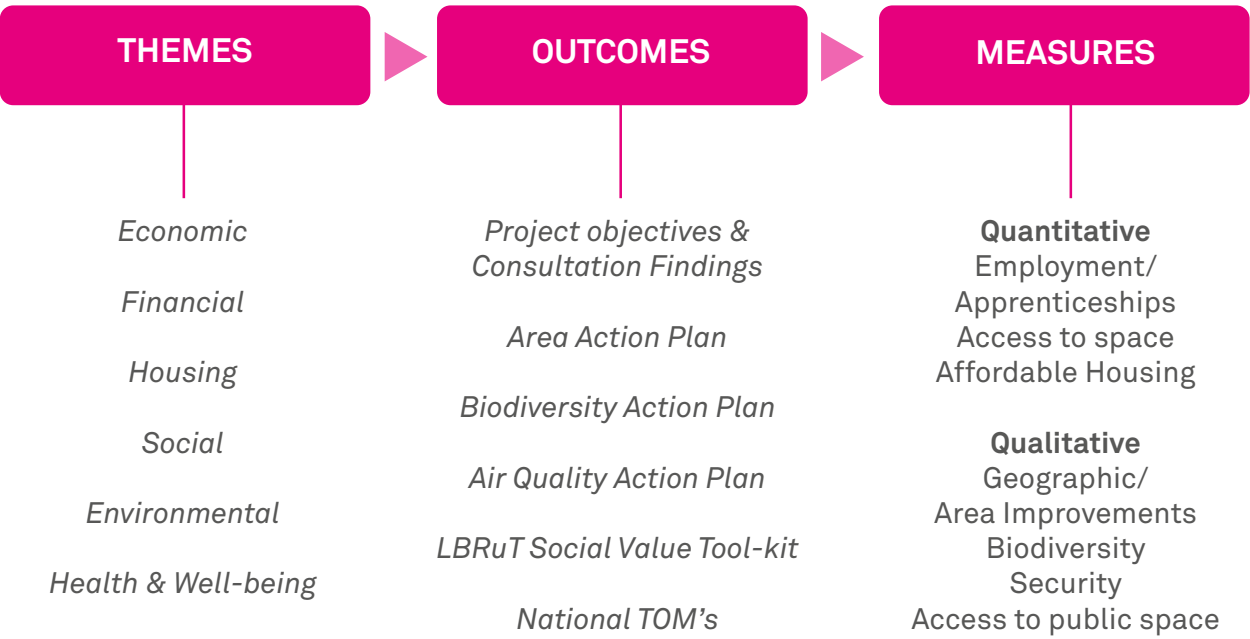 THEMES
Economic
Financial
Housing
Social
Environmental
Health & Well-being
OUTCOMES
Project objectives &
Consultation Findings
Area Action Plan
Biodiversity Action Plan
Air Quality Action Plan
LBRuT Social Value Tool-kit
National TOM's
MEASURES
Quantitative
Employment/
Apprenticeships
Access to space
Affordable Housing
Qualitative
Geographic/
Area Improvements
Biodiversity
Security
Access to public space